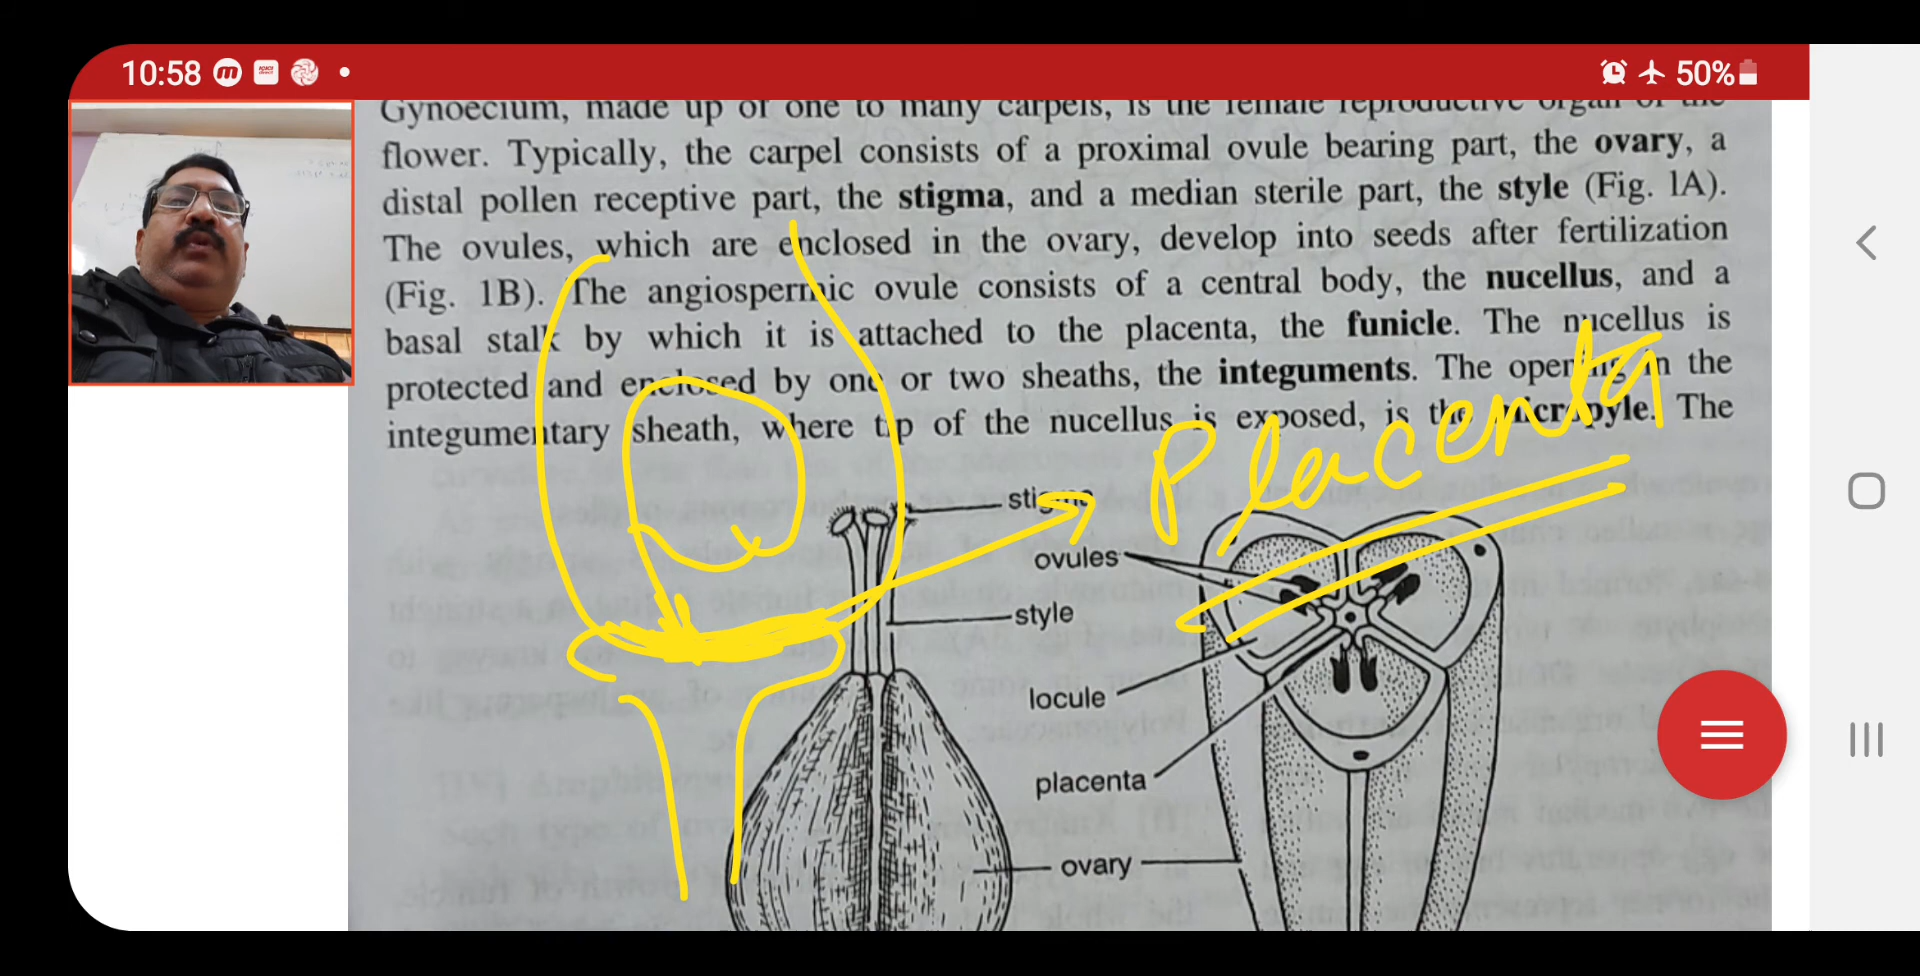 10:58
50%
Gynoecium, made up of one to many carpels, is the female reproductive organ of the
flower. Typically, the carpel consists of a proximal ovule bearing part, the ovary, a
distal pollen receptive part, the stigma, and a median sterile part, the style (Fig. 1A).
The ovules, which are enclosed in the ovary, develop into seeds after fertilization
(Fig. 1B). The angiospermic ovule consists of a central body, the nucellus, and a
basal stalk by which it is attached to the placenta, the funicle. The nucellus is
protected and enclosed by one or two sheaths, the integuments. The opening in the
integumentary sheath, where tip of the nucellus is exposed, is the micropyle. The
Placenta
stigma
ovules
style
locule
placenta
ovary